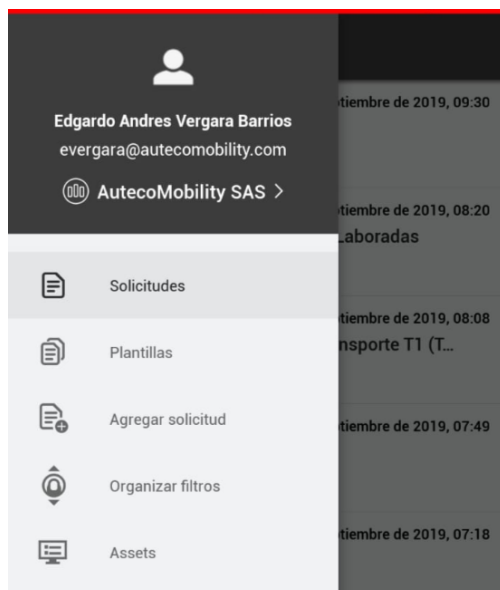 Edgardo Andres Vergara Barrios
evergara@autecomobility.com
AutecoMobility SAS >
Solicitudes
Plantillas
Agregar solicitud
Organizar filtros
Assets
tiembre de 2019, 09:30
tiembre de 2019, 08:20
Laboradas
tiembre de 2019, 08:08
nsporte T1 (T...
tiembre de 2019, 07:49
tiembre de 2019, 07:18